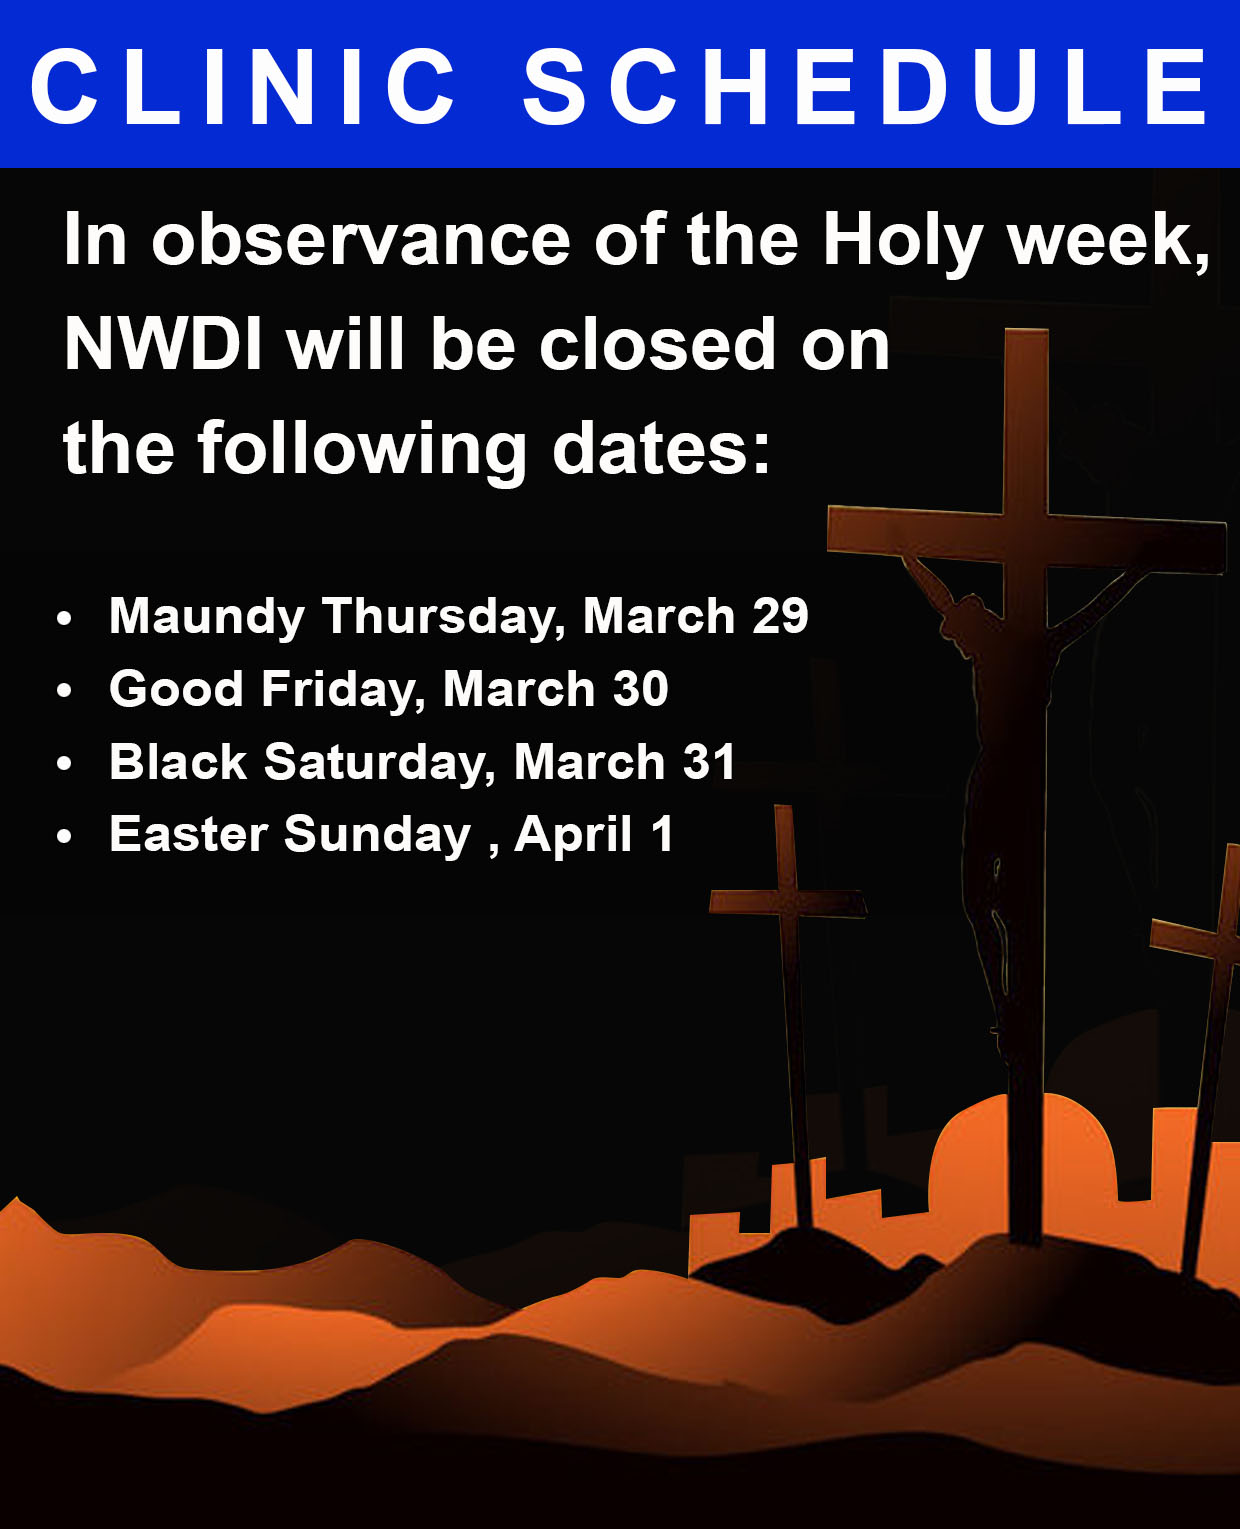 CLINIC SCHEDULE
In observance of the Holy week,
NWDI will be closed on
the following dates:
• Maundy Thursday, March 29
• Good Friday, March 30
• Black Saturday, March 31
• Easter Sunday , April 1